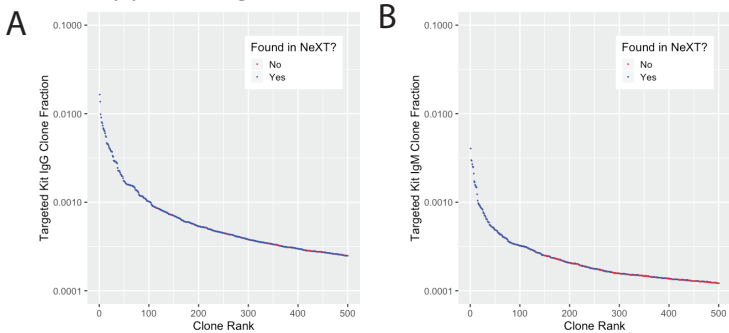 A
Targeted Kit IgG Clone Fraction
0.1000
0.0100
0.0010
0.0001
Found in NeXT?
No
Yes
0
100
200
300
400
500
Clone Rank
B
Targeted Kit IgM Clone Fraction
0.1000
0.0100
0.0010
0.0001
Found in NeXT?
No
Yes
0
100
200
300
400
500
Clone Rank